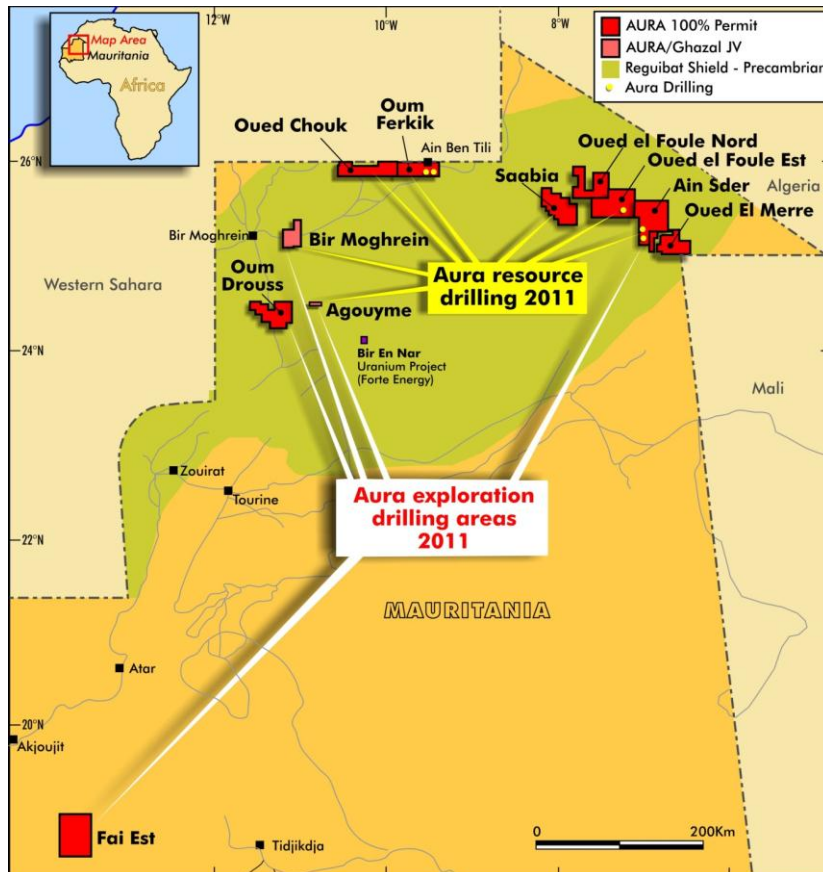 12°W
10°W
8°W
Map Area
Mauritania
Africa
AURA 100% Permit
AURA/Ghazal JV
Reguibat Shield - Precambrian
Aura Drilling
Oued Chouk
Oum
Ferkik
Ain Ben Tili
Oued el Foule Nord
Oued el Foule Est
Ain Sder
Oued El Merre
Saabia
Algeria
26°N
Bir Moghrein
Bir Moghrein
Western Sahara
Oum
Drouss
Agouyme
Aura resource
drilling 2011
Bir En Nar
Uranium Project
(Forte Energy)
24°N
Mali
Zouirat
Tourine
Aura exploration
drilling areas
2011
22°N
MAURITANIA
Atar
20°N
Akjoujit
Fai Est
Tidjikdja
0
200Km